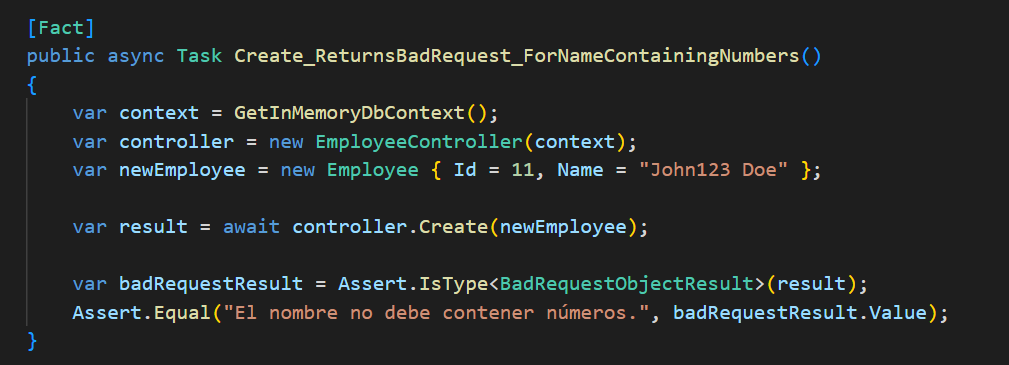 [Fact]
public async Task Create_ReturnsBadRequest_ForNameContainingNumbers()
{
    var context = GetInMemoryDbContext();
    var controller = new EmployeeController(context);
    var newEmployee = new Employee { Id = 11, Name = "John123 Doe" };
    var result = await controller.Create(newEmployee);
    var badRequestResult = Assert.IsType<BadRequestObjectResult>(result);
    Assert.Equal("El nombre no debe contener números.", badRequestResult.Value);
}